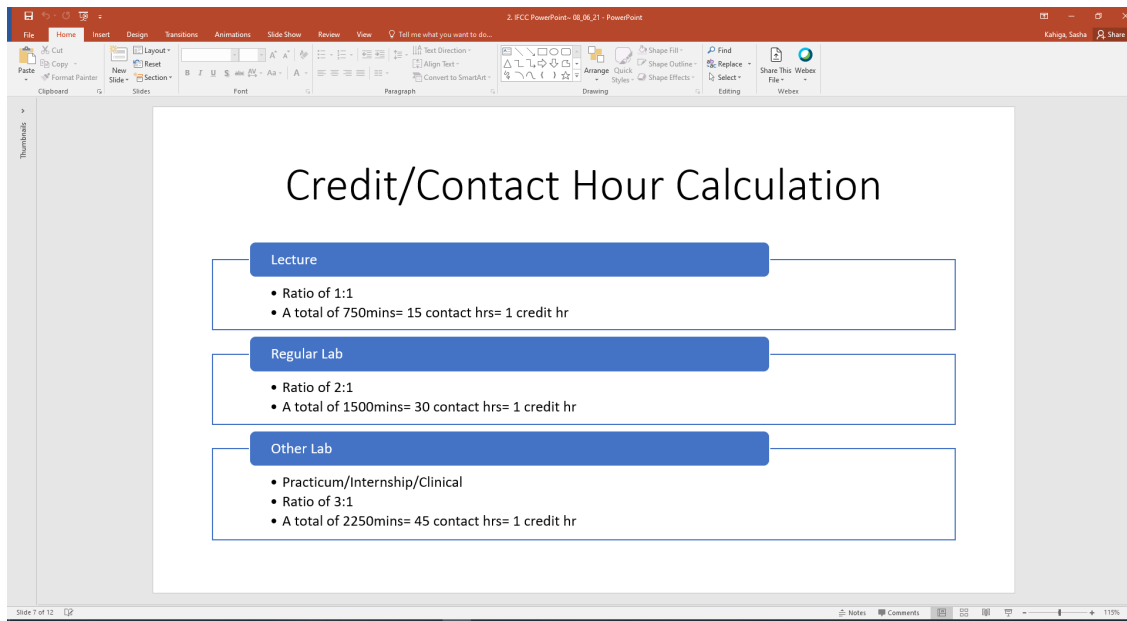 2. IFCC PowerPoint– 08_06_21 - PowerPoint
File Home Insert Design Transitions Animations Slide Show Review View Tell me what you want to do... Kahiga, Sasha Share
Paste
Cut
Copy
Format Painter
Clipboard
New Slide
Layout
Reset
Section
Slides
B I U S abc AV Aa A
Font
Text Direction
Align Text
Convert to SmartArt
Paragraph
Arrange
Quick Styles
Shape Fill
Shape Outline
Shape Effects
Drawing
Find
Replace
Select
Editing
Share This File
Webex
Webex
Thumbnails
Credit/Contact Hour Calculation
Lecture
• Ratio of 1:1
• A total of 750mins= 15 contact hrs= 1 credit hr
Regular Lab
• Ratio of 2:1
• A total of 1500mins= 30 contact hrs= 1 credit hr
Other Lab
• Practicum/Internship/Clinical
• Ratio of 3:1
• A total of 2250mins= 45 contact hrs= 1 credit hr
Slide 7 of 12 Notes Comments 115%